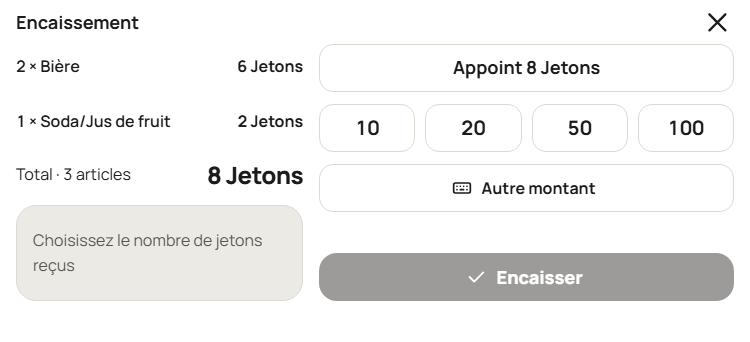 Encaissement
2 × Bière 6 Jetons
1 × Soda/Jus de fruit 2 Jetons
Total · 3 articles 8 Jetons
Choisissez le nombre de jetons
reçus
Appoint 8 Jetons
10 20 50 100
Autre montant
Encaisser